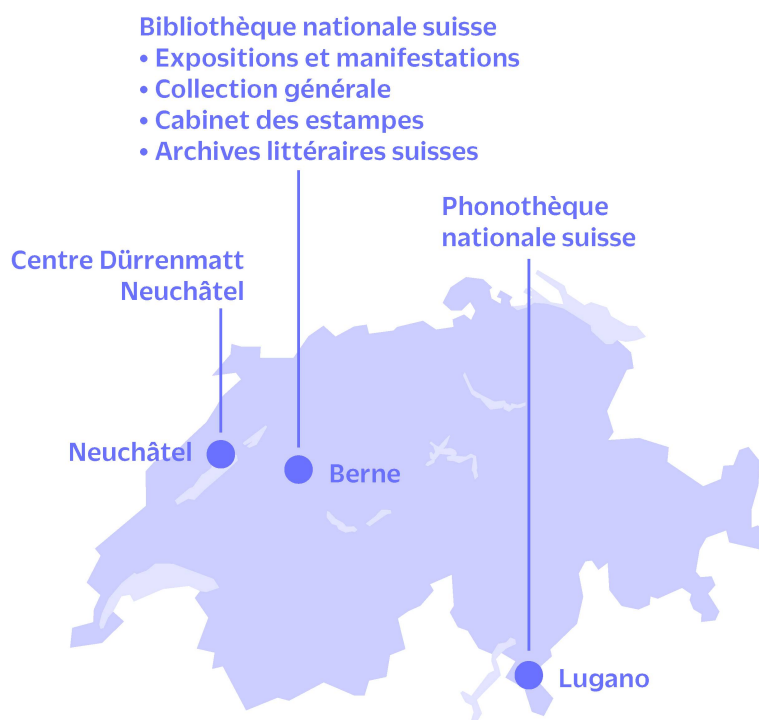 Bibliothèque nationale suisse
• Expositions et manifestations
• Collection générale
• Cabinet des estampes
• Archives littéraires suisses
Phonothèque
nationale suisse
Centre Dürrenmatt
Neuchâtel
Neuchâtel
Berne
Lugano